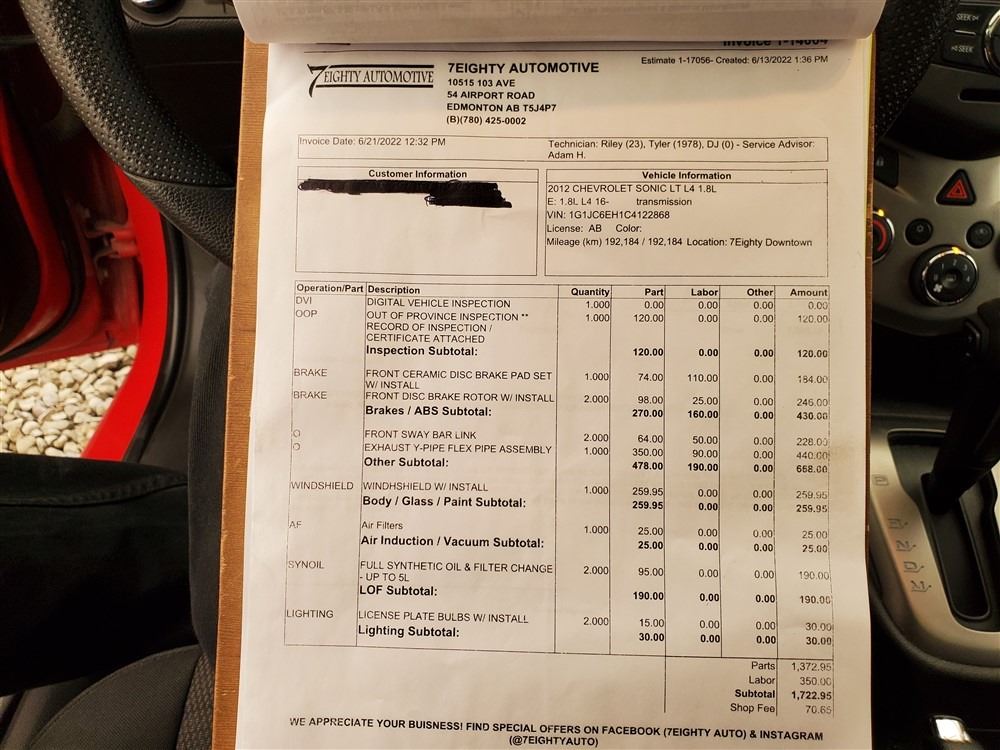 Invoice 1-14664
Estimate 1-17056- Created: 6/13/2022 1:36 PM
7EIGHTY AUTOMOTIVE
7EIGHTY AUTOMOTIVE
10515 103 AVE
54 AIRPORT ROAD
EDMONTON AB T5J4P7
(B)(780) 425-0002
Invoice Date: 6/21/2022 12:32 PM
Technician: Riley (23), Tyler (1978), DJ (0) - Service Advisor:
Adam H.
Customer Information
Vehicle Information
2012 CHEVROLET SONIC LT L4 1.8L
E: 1.8L L4 16- transmission
VIN: 1G1JC6EH1C4122868
License: AB Color:
Mileage (km) 192,184 / 192,184 Location: 7Eighty Downtown
Operation/Part Description Quantity Part Labor Other Amount
DVI DIGITAL VEHICLE INSPECTION 1.000 0.00 0.00 0.00 0.00
OOP OUT OF PROVINCE INSPECTION ** 1.000 120.00 0.00 0.00 120.00
RECORD OF INSPECTION /
CERTIFICATE ATTACHED
Inspection Subtotal: 120.00 0.00 0.00 120.00
BRAKE FRONT CERAMIC DISC BRAKE PAD SET 1.000 74.00 110.00 0.00 184.00
W/ INSTALL
BRAKE FRONT DISC BRAKE ROTOR W/ INSTALL 2.000 98.00 25.00 0.00 246.00
Brakes / ABS Subtotal: 270.00 160.00 0.00 430.00
O FRONT SWAY BAR LINK 2.000 64.00 50.00 0.00 228.00
O EXHAUST Y-PIPE FLEX PIPE ASSEMBLY 1.000 350.00 90.00 0.00 440.00
Other Subtotal: 478.00 190.00 0.00 668.00
WINDSHIELD WINDHSHIELD W/ INSTALL 1.000 259.95 0.00 0.00 259.95
Body / Glass / Paint Subtotal: 259.95 0.00 0.00 259.95
AF Air Filters 1.000 25.00 0.00 0.00 25.00
Air Induction / Vacuum Subtotal: 25.00 0.00 0.00 25.00
SYNOIL FULL SYNTHETIC OIL & FILTER CHANGE 2.000 95.00 0.00 0.00 190.00
- UP TO 5L
LOF Subtotal: 190.00 0.00 0.00 190.00
LIGHTING LICENSE PLATE BULBS W/ INSTALL 2.000 15.00 0.00 0.00 30.00
Lighting Subtotal: 30.00 0.00 0.00 30.00
Parts 1,372.95
Labor 350.00
Subtotal 1,722.95
Shop Fee 70.65
WE APPRECIATE YOUR BUISNESS! FIND SPECIAL OFFERS ON FACEBOOK (7EIGHTY AUTO) & INSTAGRAM
(@7EIGHTYAUTO)
SEEK
SEEK
P
R
N
D
M